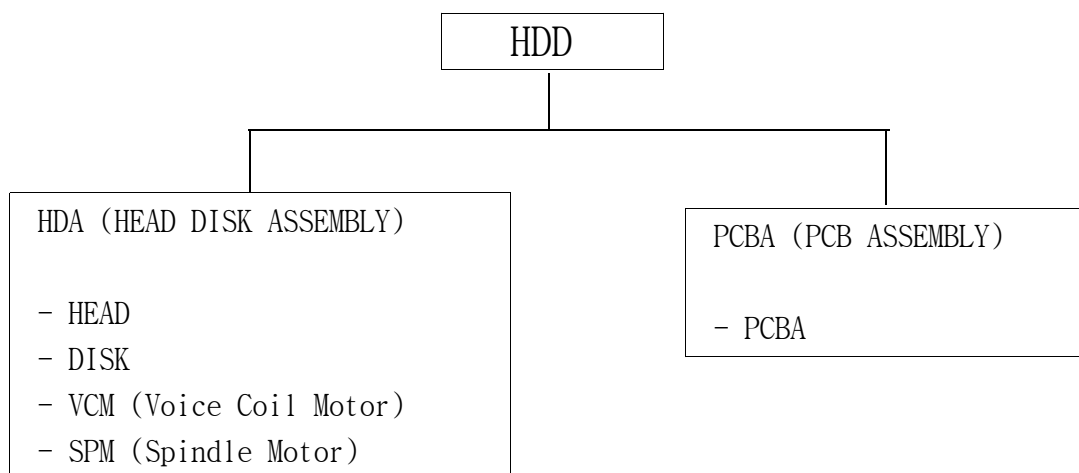 HDD
HDA (HEAD DISK ASSEMBLY)
- HEAD
- DISK
- VCM (Voice Coil Motor)
- SPM (Spindle Motor)
PCBA (PCB ASSEMBLY)
- PCBA